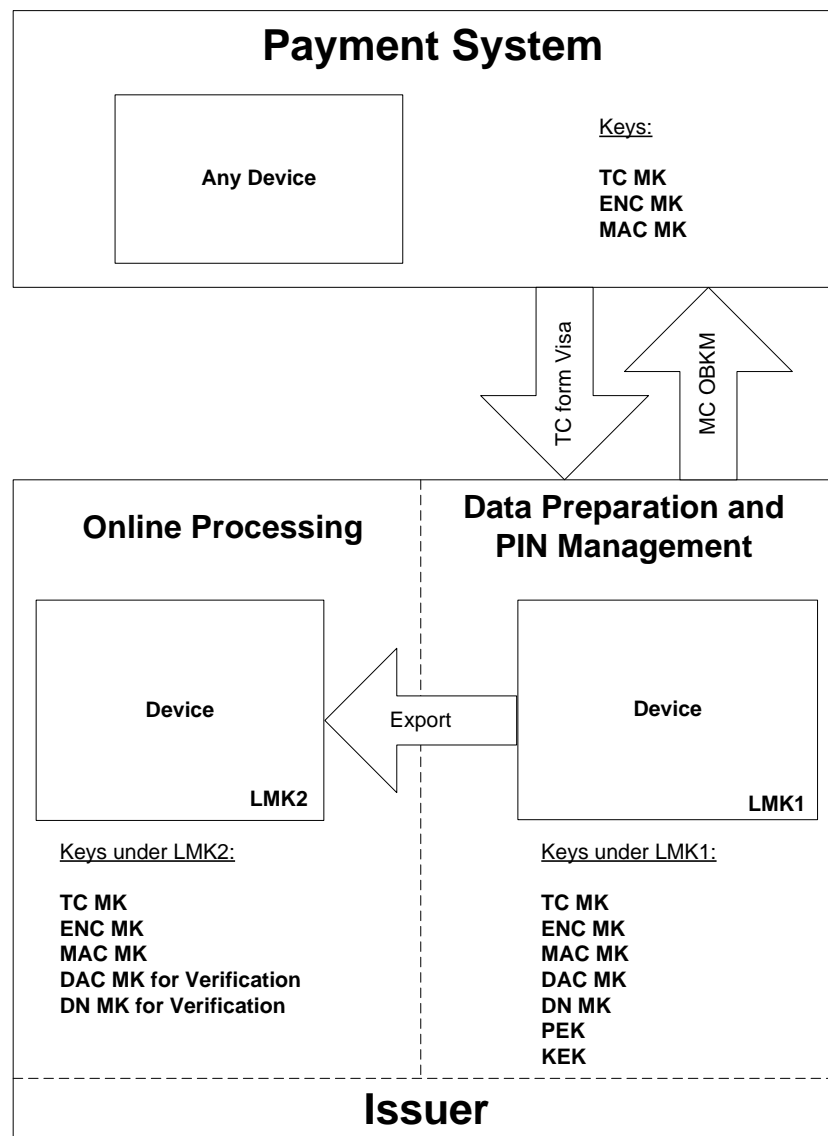 Payment System
Any Device
Keys:
TC MK
ENC MK
MAC MK
TC form Visa
MC OBKM
Online Processing
Data Preparation and
PIN Management
Device
LMK2
Export
Device
LMK1
Keys under LMK2:
TC MK
ENC MK
MAC MK
DAC MK for Verification
DN MK for Verification
Keys under LMK1:
TC MK
ENC MK
MAC MK
DAC MK
DN MK
PEK
KEK
Issuer